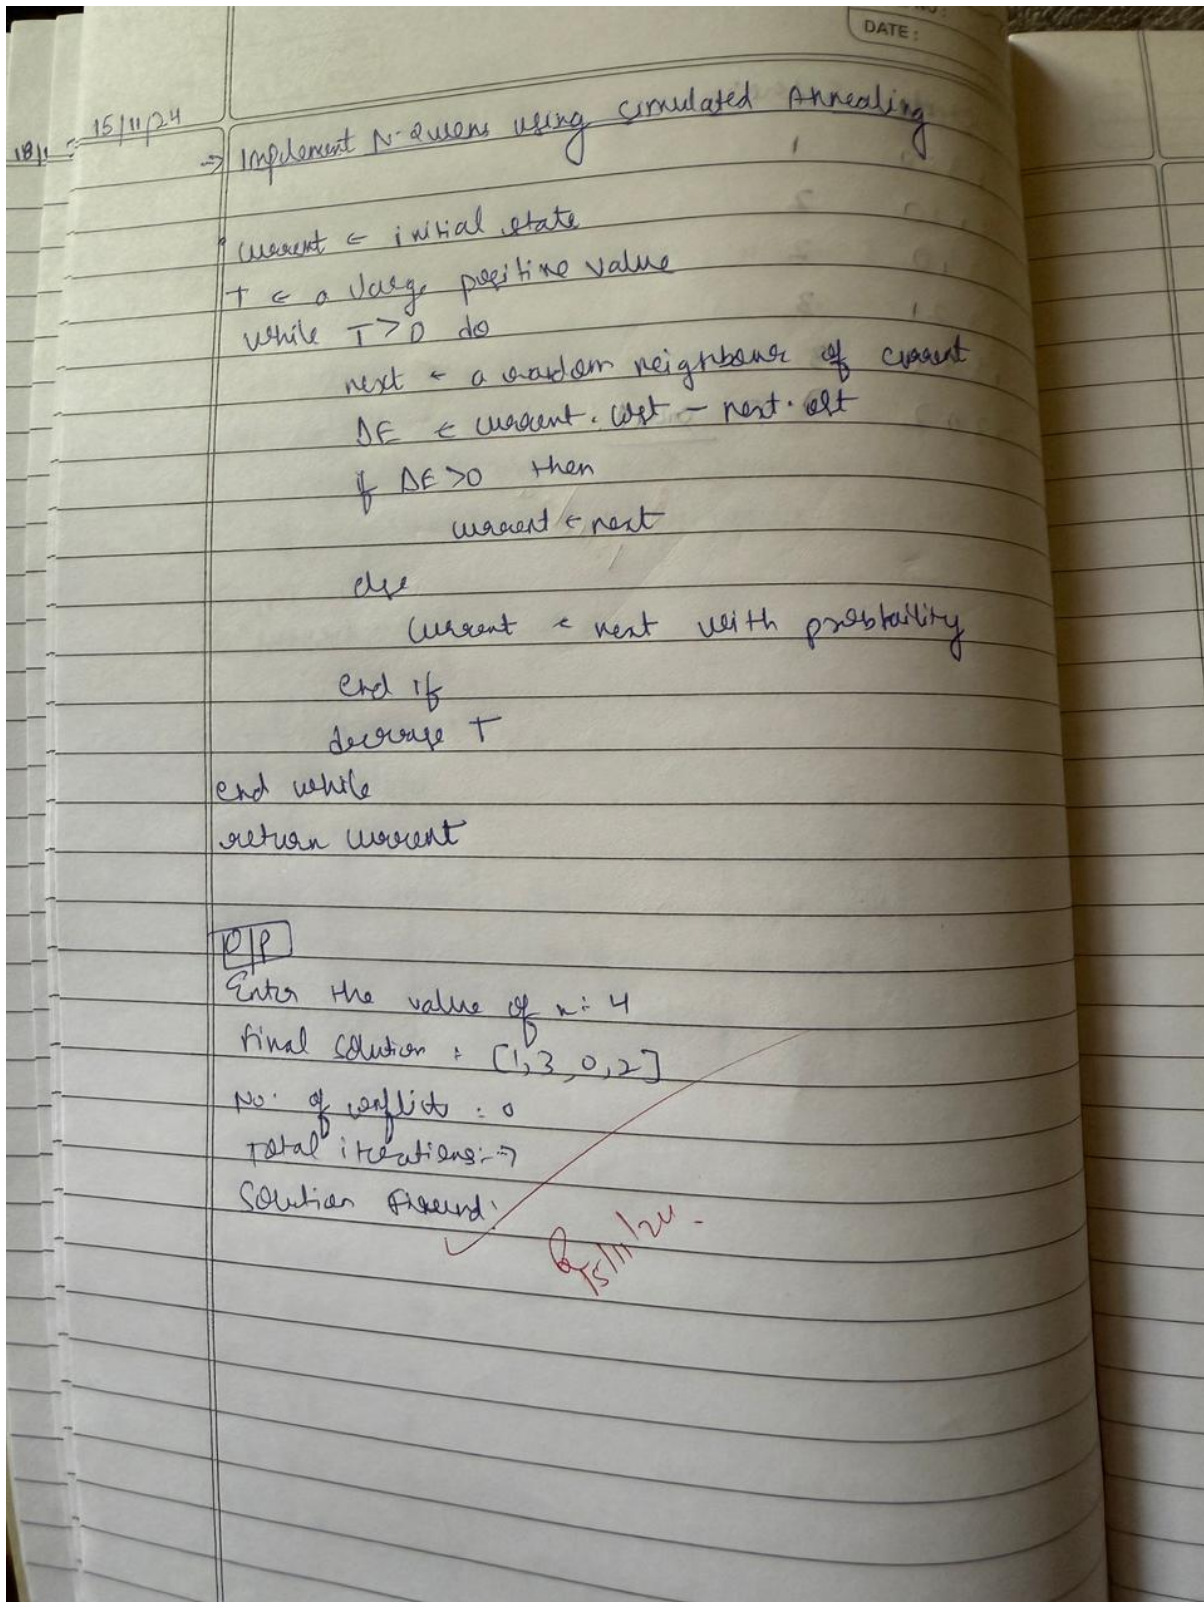 DATE :
15/11/24
18/1
⇒ Implement N-Queens using Simulated Annealing
current ← initial state
T ← a large positive value
while T > 0 do
next ← a random neighbour of current
ΔE ← current.cost - next.cost
if ΔE > 0 then
current ← next
else
current ← next with probability
end if
decrease T
end while
return current
O/P
Enter the value of n: 4
Final solution : [1, 3, 0, 2]
No. of conflicts : 0
Total iterations :-
Solution Found!
15/11/24.